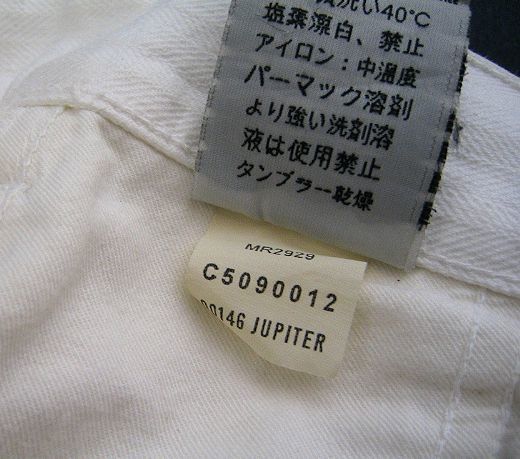 洗い40°C
塩素漂白、禁止
アイロン：中温度
パーマック溶剤
より強い洗剤溶
液は使用禁止
タンブラー乾燥
MR2929
C5090012
00146 JUPITER